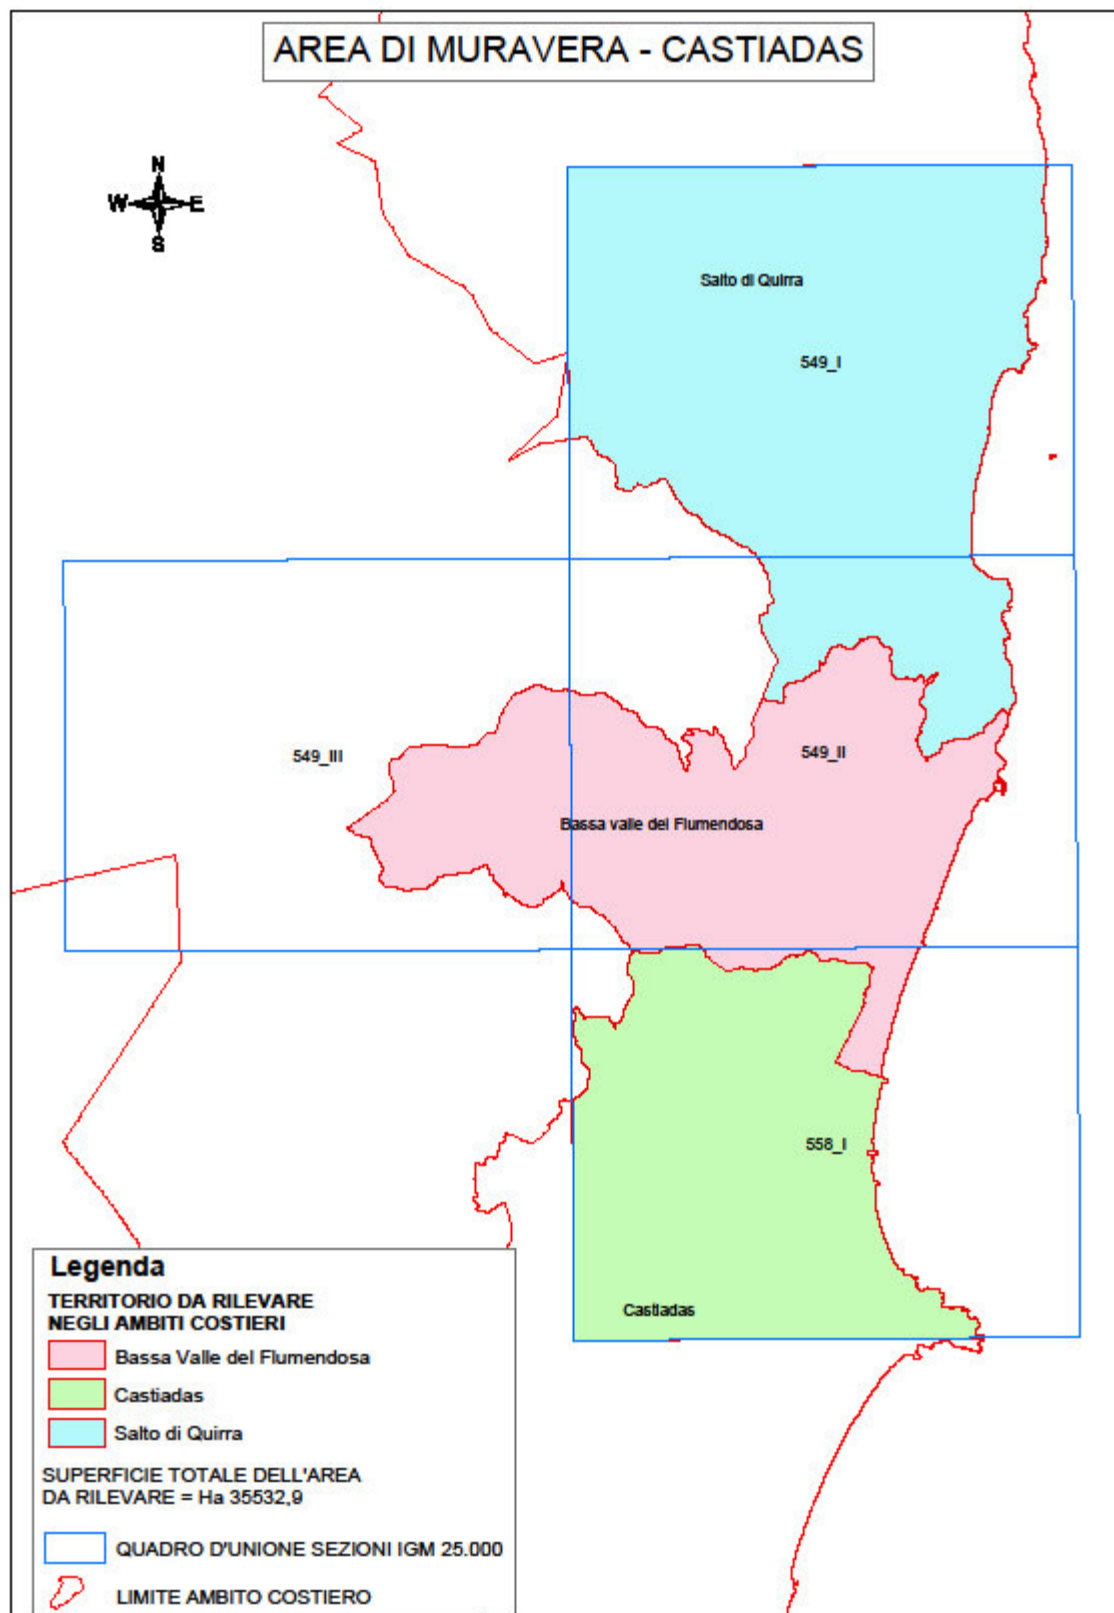 AREA DI MURAVERA - CASTIADAS
N
W E
S
Salto di Quirra
549_I
549_III
549_II
Bassa valle del Flumendosa
558_I
Castiadas
Legenda
TERRITORIO DA RILEVARE
NEGLI AMBITI COSTIERI
Bassa Valle del Flumendosa
Castiadas
Salto di Quirra
SUPERFICIE TOTALE DELL'AREA
DA RILEVARE = Ha 35532,9
QUADRO D'UNIONE SEZIONI IGM 25.000
LIMITE AMBITO COSTIERO